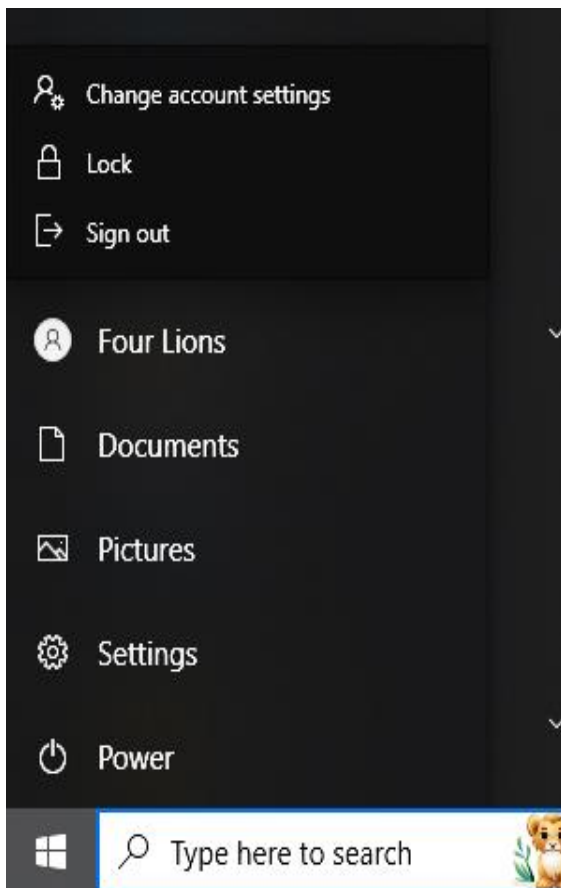 Change account settings
Lock
Sign out
Four Lions
Documents
Pictures
Settings
Power
Type here to search